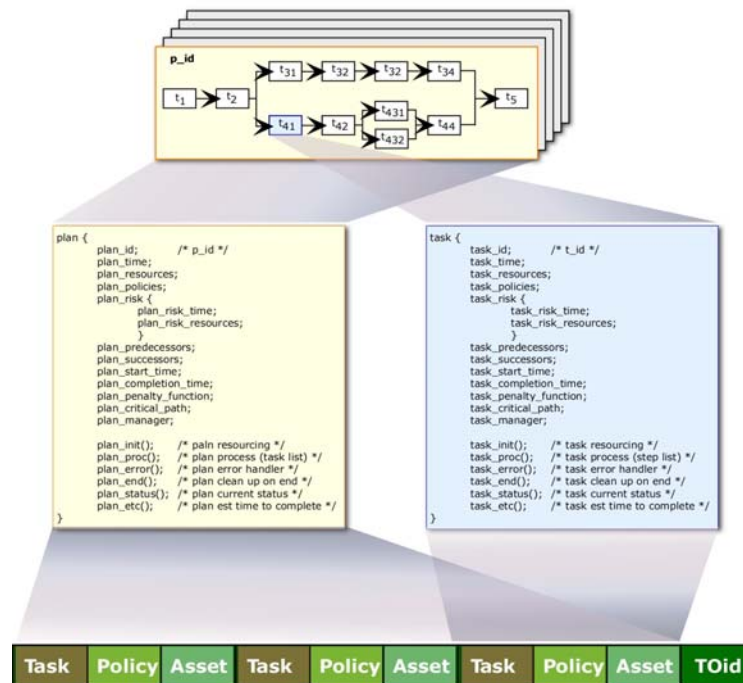 p_id
t31 t32 t32 t34
t1 t2 t5
t431
t41 t42 t44
t432
plan {
plan_id; /* p_id */
plan_time;
plan_resources;
plan_policies;
plan_risk {
plan_risk_time;
plan_risk_resources;
}
plan_predecessors;
plan_successors;
plan_start_time;
plan_completion_time;
plan_penalty_function;
plan_critical_path;
plan_manager;
plan_init(); /* paln resourcing */
plan_proc(); /* plan process (task list) */
plan_error(); /* plan error handler */
plan_end(); /* plan clean up on end */
plan_status(); /* plan current status */
plan_etc(); /* plan est time to complete */
}
task {
task_id; /* t_id */
task_time;
task_resources;
task_policies;
task_risk {
task_risk_time;
task_risk_resources;
}
task_predecessors;
task_successors;
task_start_time;
task_completion_time;
task_penalty_function;
task_critical_path;
task_manager;
task_init(); /* task resourcing */
task_proc(); /* task process (step list) */
task_error(); /* task error handler */
task_end(); /* task clean up on end */
task_status(); /* task current status */
task_etc(); /* task est time to complete */
}
Task Policy Asset Task Policy Asset Task Policy Asset TOid